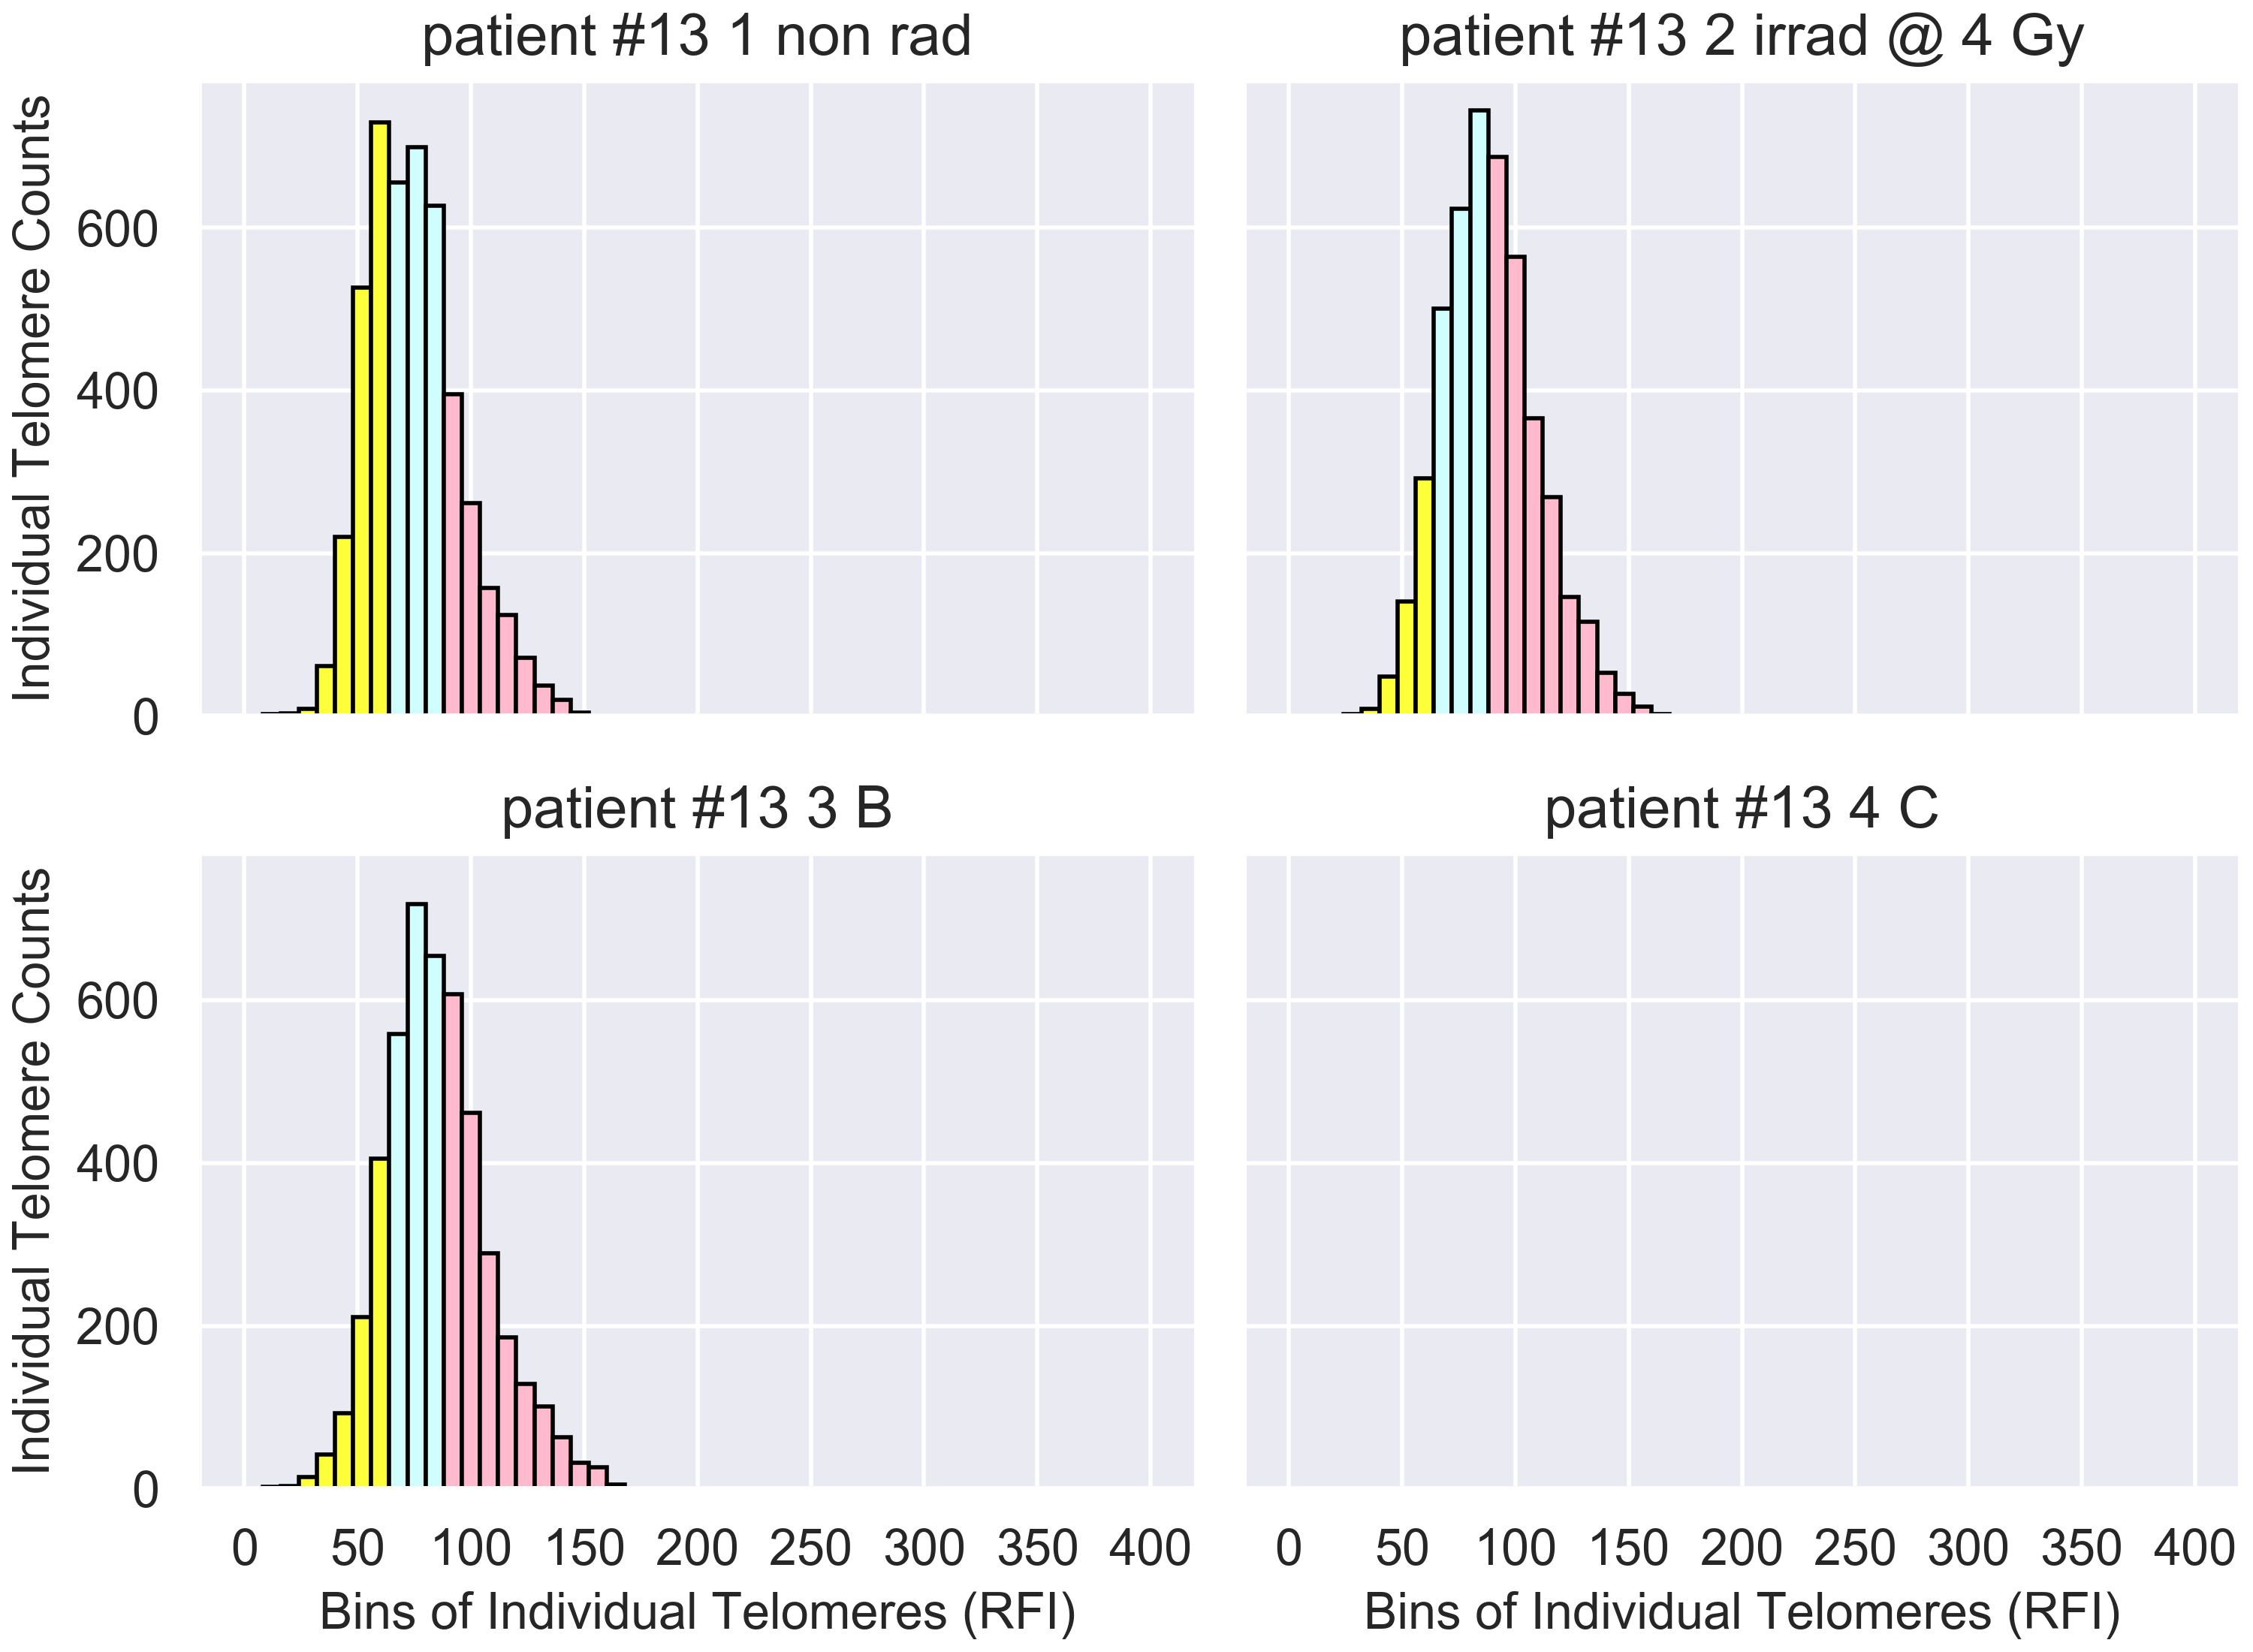 patient #13 1 non rad
patient #13 2 irrad @ 4 Gy
Individual Telomere Counts
600
400
200
0
patient #13 3 B
patient #13 4 C
Individual Telomere Counts
600
400
200
0
0 50 100 150 200 250 300 350 400
0 50 100 150 200 250 300 350 400
Bins of Individual Telomeres (RFI)
Bins of Individual Telomeres (RFI)